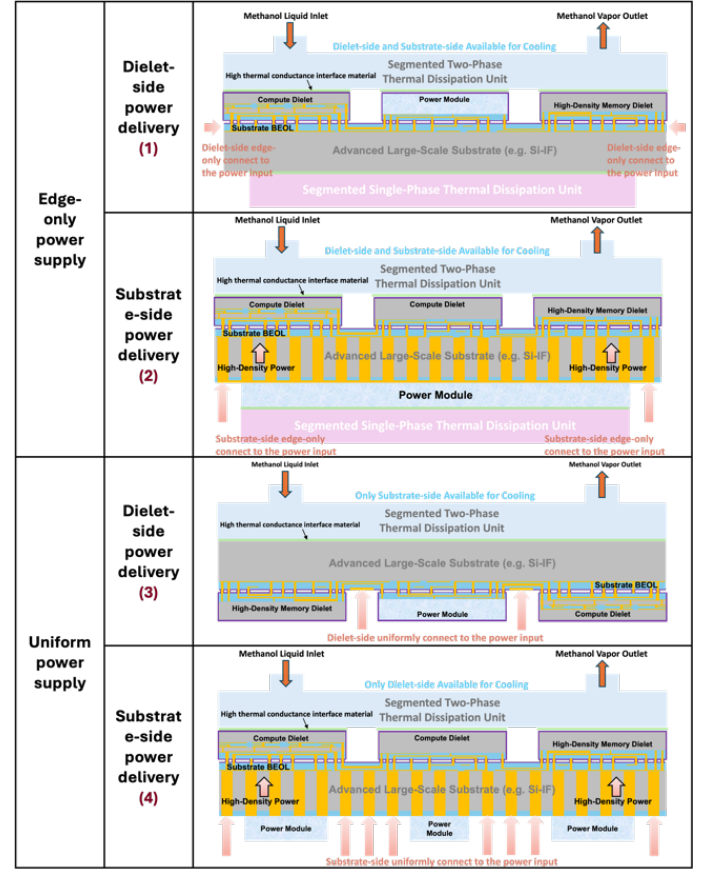 Edge-
only
power
supply
Dielet-
side
power
delivery
(1)
Methanol Liquid Inlet
Methanol Vapor Outlet
Dielet-side and Substrate-side Available for Cooling
Segmented Two-Phase
Thermal Dissipation Unit
High thermal conductance interface material
Compute Dielet
Power Module
High-Density Memory Dielet
Substrate BEOL
Dielet-side edge-
only connect to
the power input
Advanced Large-Scale Substrate (e.g. Si-IF)
Dielet-side edge-
only connect to
the power input
Segmented Single-Phase Thermal Dissipation Unit
Substrat
e-side
power
delivery
(2)
Methanol Liquid Inlet
Methanol Vapor Outlet
Dielet-side and Substrate-side Available for Cooling
Segmented Two-Phase
Thermal Dissipation Unit
High thermal conductance interface material
Compute Dielet
Compute Dielet
High-Density Memory Dielet
Substrate BEOL
Advanced Large-Scale Substrate (e.g. Si-IF)
High-Density Power
High-Density Power
Power Module
Segmented Single-Phase Thermal Dissipation Unit
Substrate-side edge-only
connect to the power input
Substrate-side edge-only
connect to the power input
Uniform
power
supply
Dielet-
side
power
delivery
(3)
Methanol Liquid Inlet
Methanol Vapor Outlet
Only Substrate-side Available for Cooling
Segmented Two-Phase
Thermal Dissipation Unit
High thermal conductance interface material
Advanced Large-Scale Substrate (e.g. Si-IF)
Substrate BEOL
High-Density Memory Dielet
Power Module
Compute Dielet
Dielet-side uniformly connect to the power input
Substrat
e-side
power
delivery
(4)
Methanol Liquid Inlet
Methanol Vapor Outlet
Only Dielet-side Available for Cooling
Segmented Two-Phase
Thermal Dissipation Unit
High thermal conductance interface material
Compute Dielet
Compute Dielet
High-Density Memory Dielet
Substrate BEOL
Advanced Large-Scale Substrate (e.g. Si-IF)
High-Density Power
High-Density Power
Power Module
Power
Module
Power Module
Substrate-side uniformly connect to the power input